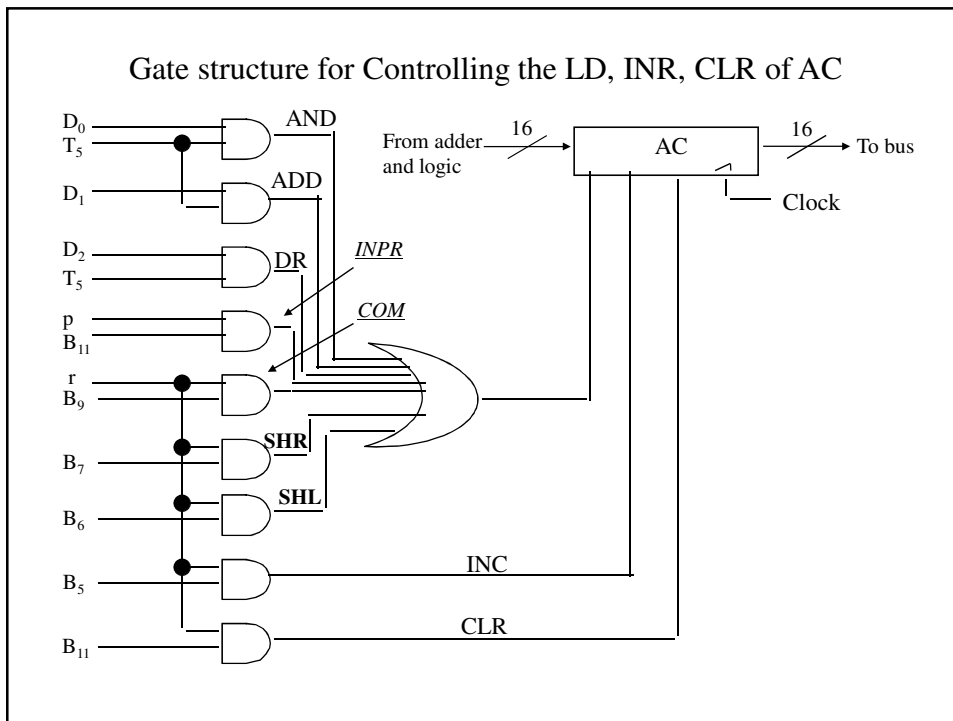 Gate structure for Controlling the LD, INR, CLR of AC
D₀
T₅
AND
D₁
ADD
D₂
T₅
DR
INPR
p
B₁₁
COM
r
B₉
B₇
SHR
B₆
SHL
B₅
INC
B₁₁
CLR
From adder
and logic
16
AC
16
To bus
Clock